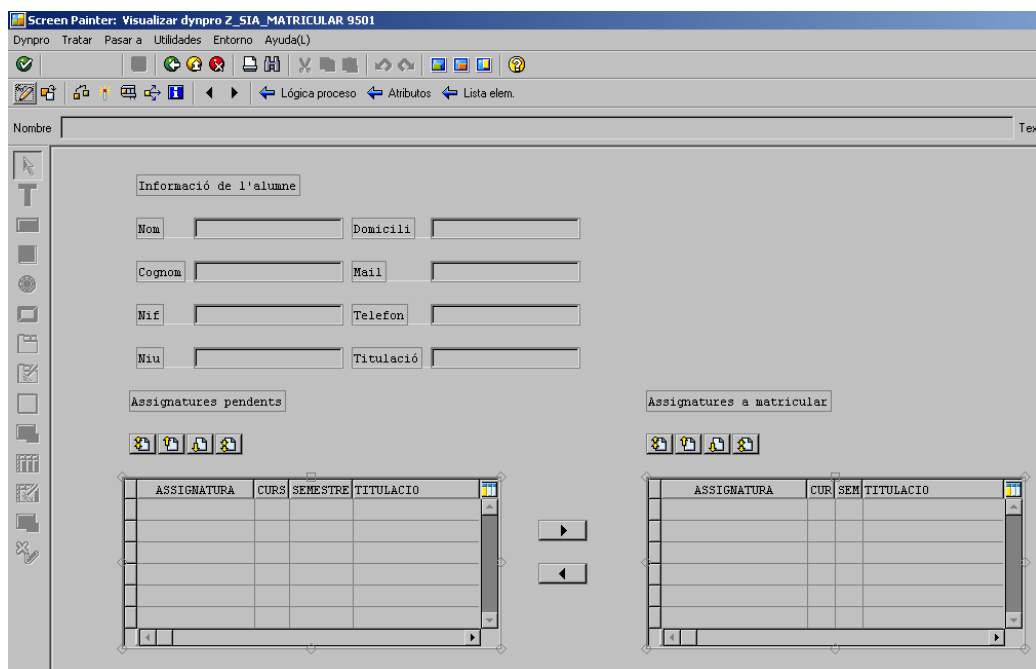 Screen Painter: Visualizar dynpro Z_SIA_MATRICULAR 9501
Dynpro Tratar Pasar a Utilidades Entorno Ayuda(L)
Lógica proceso Atributos Lista elem.
Nombre Tex
Informació de l'alumne
Nom Domicili
Cognom Mail
Nif Telefon
Niu Titulació
Assignatures pendents Assignatures a matricular
ASSIGNATURA CURS SEMESTRE TITULACIO ASSIGNATURA CUR SEM TITULACIO